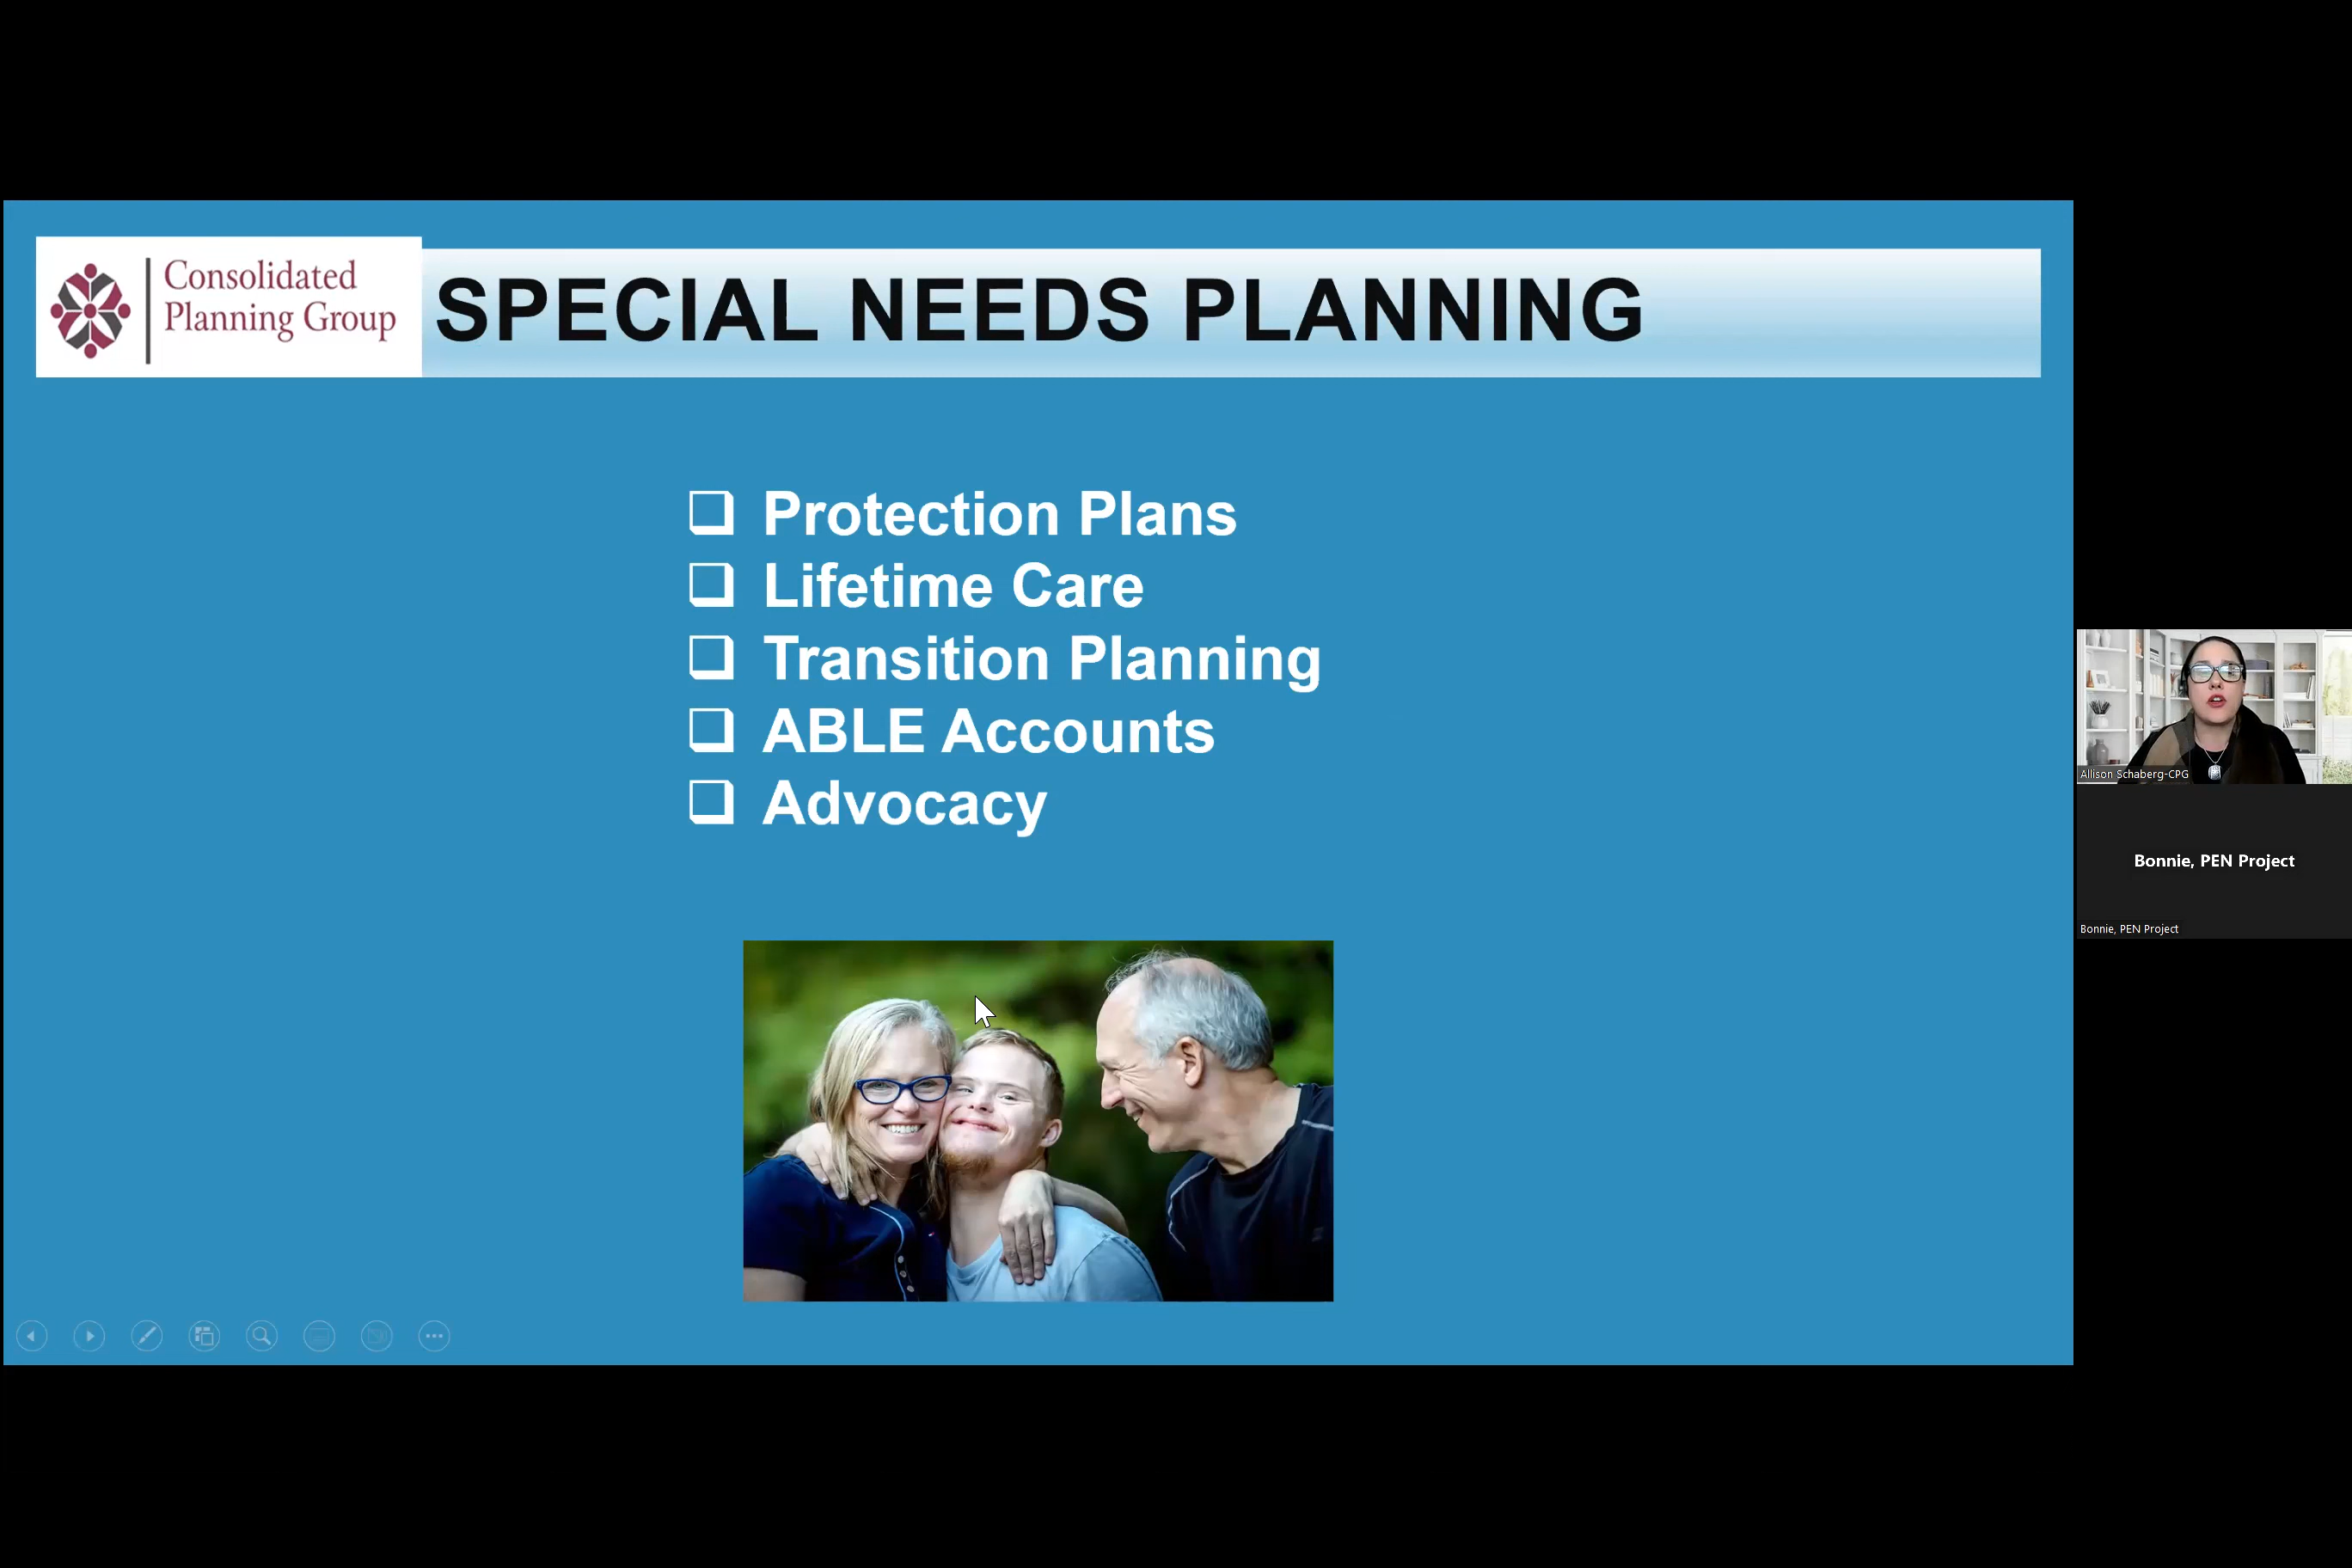 Consolidated
Planning Group
SPECIAL NEEDS PLANNING
Protection Plans
Lifetime Care
Transition Planning
ABLE Accounts
Advocacy
Allison Schaberg-CPG
Bonnie, PEN Project
Bonnie, PEN Project